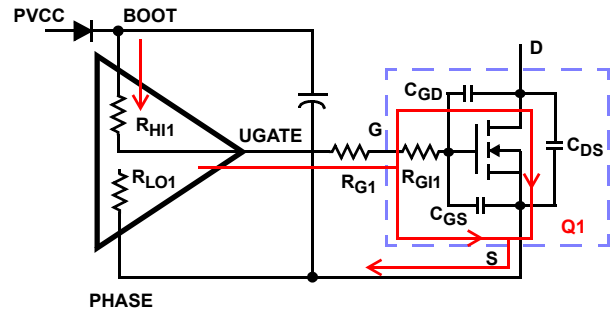 PVCC
BOOT
D
CGD
RHI1
UGATE
G
CDS
RLO1
RG1
RGI1
CGS
Q1
S
PHASE